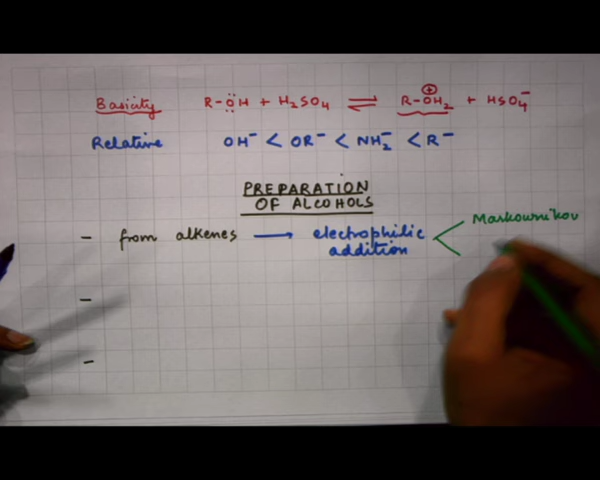 Basicity R-ÖH + H₂SO₄ ⇌ R-OH₂⊕ + HSO₄⁻
Relative OH⁻ < OR⁻ < NH₂⁻ < R⁻
PREPARATION
OF ALCOHOLS
- from alkenes → electrophilic addition Markownikov
-
-